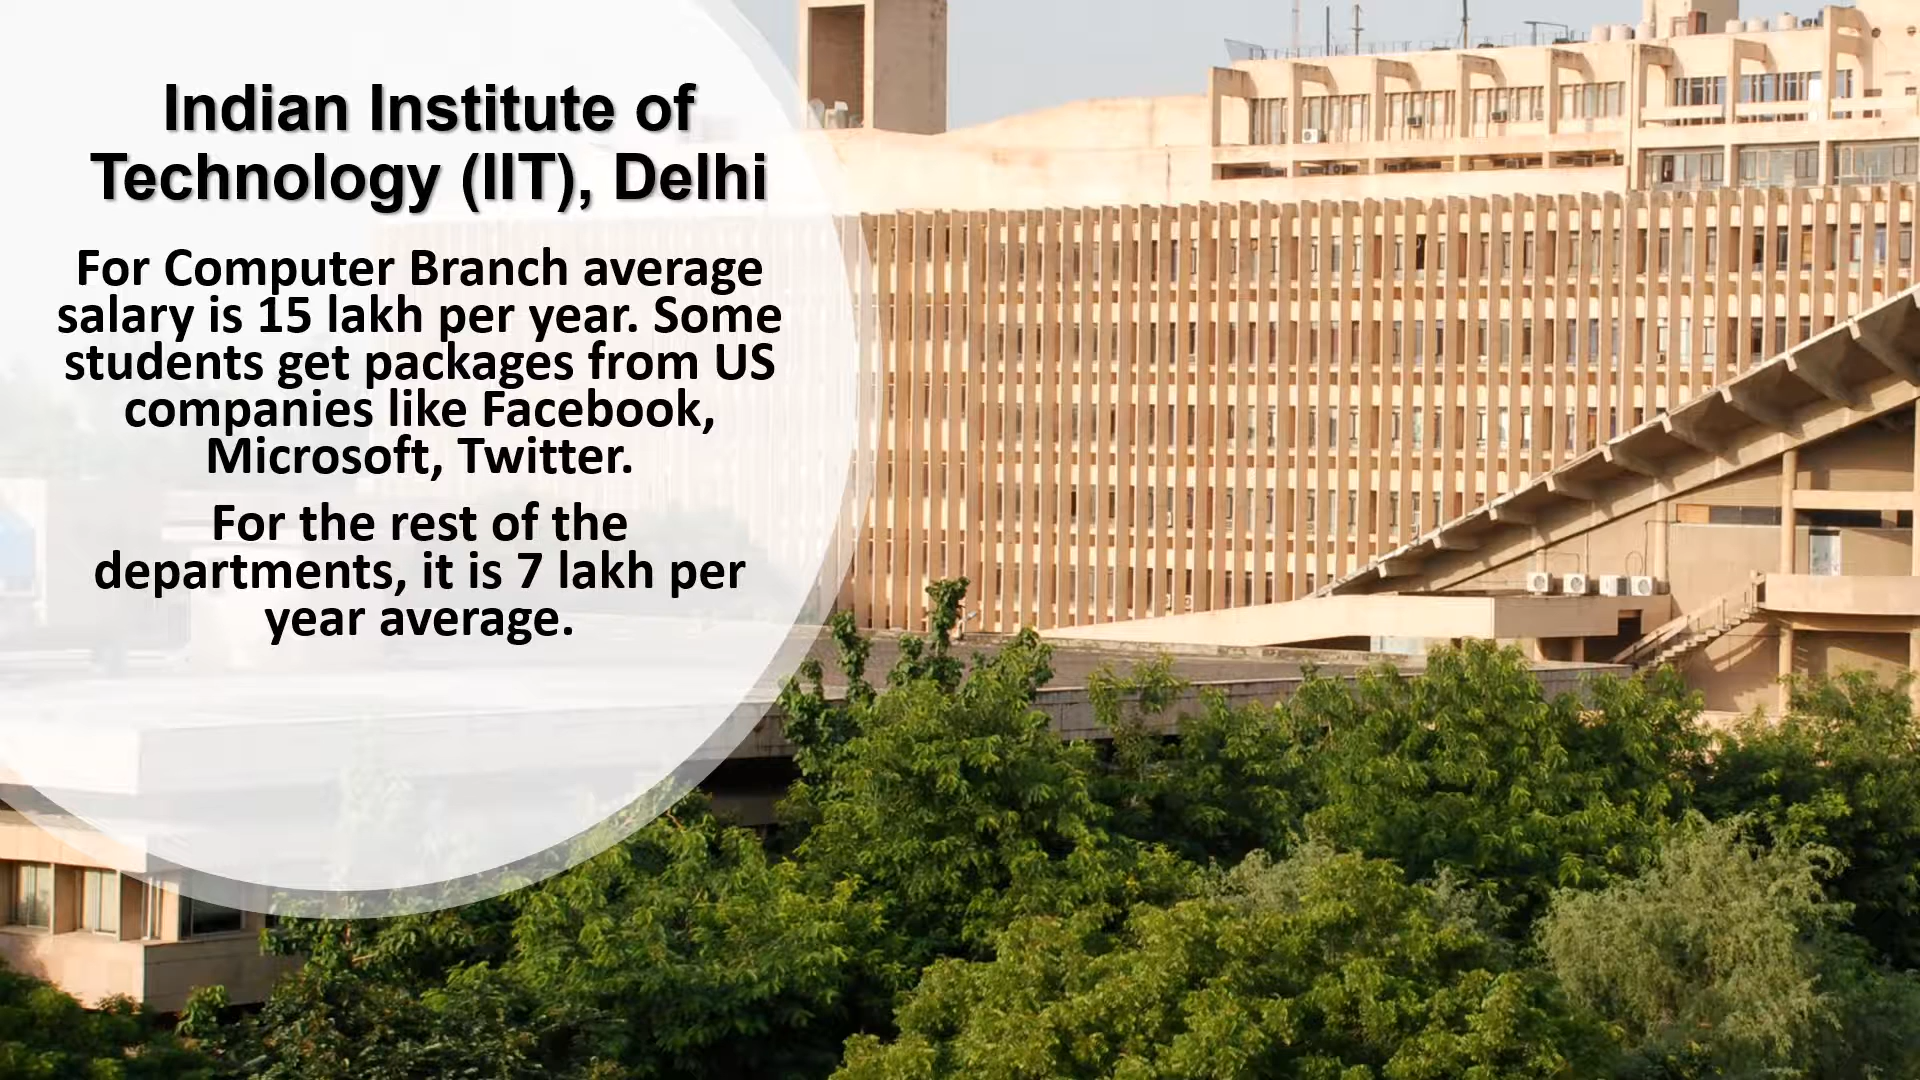 Indian Institute of
Technology (IIT), Delhi
For Computer Branch average
salary is 15 lakh per year. Some
students get packages from US
companies like Facebook,
Microsoft, Twitter.
For the rest of the
departments, it is 7 lakh per
year average.